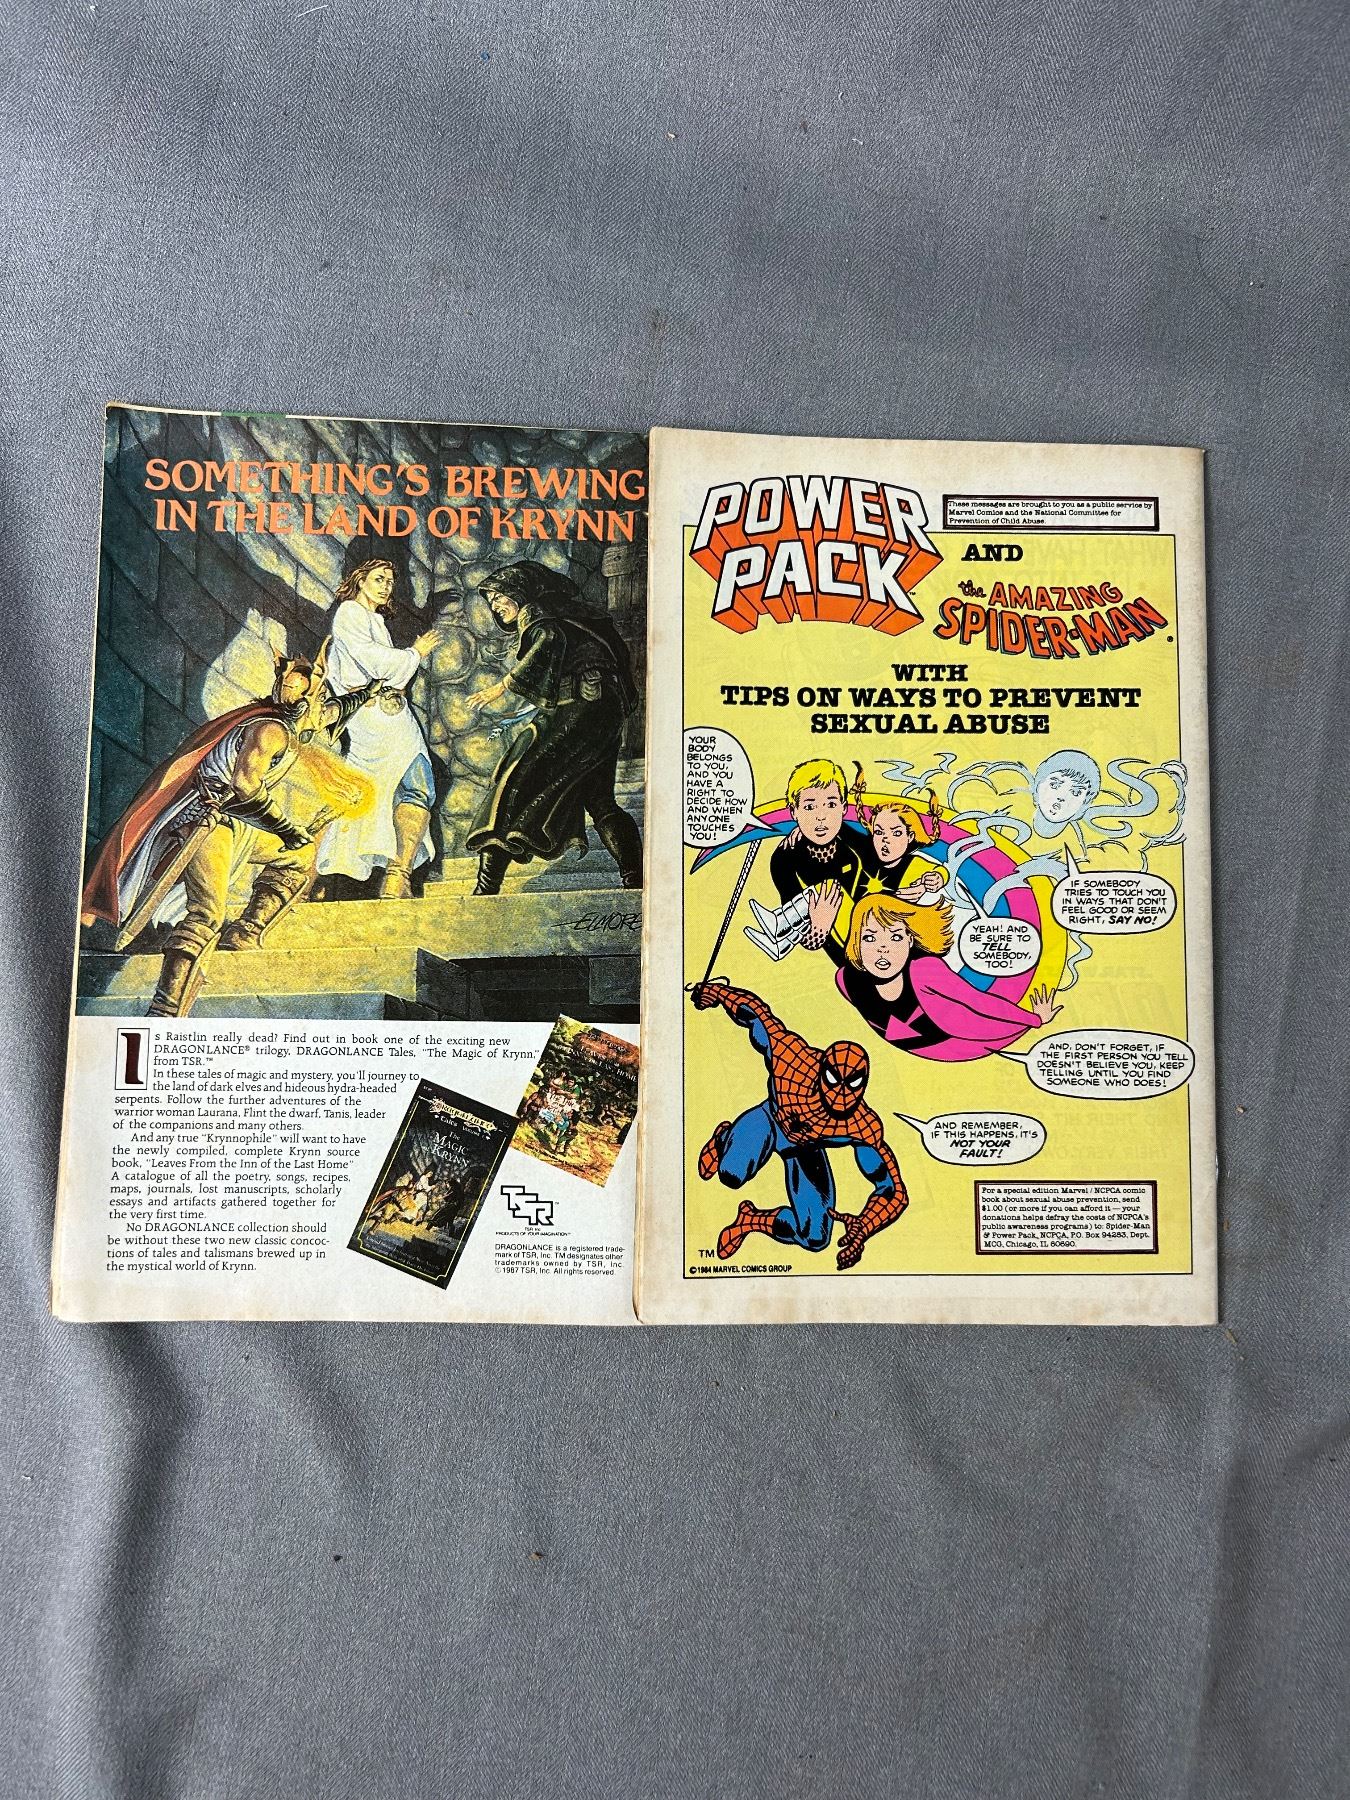 SOMETHING'S BREWING
IN THE LAND OF KRYNN
ELMORE
Is Raistlin really dead? Find out in book one of the exciting new
DRAGONLANCE® trilogy, DRAGONLANCE Tales, "The Magic of Krynn,"
from TSR.™
In these tales of magic and mystery, you'll journey to
the land of dark elves and hideous hydra-headed
serpents. Follow the further adventures of the
warrior woman Laurana, Flint the dwarf, Tanis, leader
of the companions and many others.
And any true "Krynnophile" will want to have
the newly compiled, complete Krynn source
book, "Leaves From the Inn of the Last Home"
A catalogue of all the poetry, songs, recipes,
maps, journals, lost manuscripts, scholarly
essays and artifacts gathered together for
the very first time.
No DRAGONLANCE collection should
be without these two new classic concoc-
tions of tales and talismans brewed up in
the mystical world of Krynn.
The
MAGIC
of
KRYNN
TSR™
TSR, Inc.
PRODUCTS OF YOUR IMAGINATION™
DRAGONLANCE is a registered trade-
mark of TSR, Inc. TM designates other
trademarks owned by TSR, Inc.
©1987 TSR, Inc. All rights reserved.
POWER
PACK™
These messages are brought to you as a public service by
Marvel Comics and the National Committee for
Prevention of Child Abuse.
AND
the AMAZING
SPIDER-MAN®
WITH
TIPS ON WAYS TO PREVENT
SEXUAL ABUSE
YOUR
BODY
BELONGS
TO YOU,
AND YOU
HAVE A
RIGHT TO
DECIDE HOW
AND WHEN
ANYONE
TOUCHES
YOU!
IF SOMEBODY
TRIES TO TOUCH YOU
IN WAYS THAT DON'T
FEEL GOOD OR SEEM
RIGHT, SAY NO!
YEAH! AND
BE SURE TO
TELL
SOMEBODY,
TOO!
AND, DON'T FORGET, IF
THE FIRST PERSON YOU TELL
DOESN'T BELIEVE YOU, KEEP
TELLING UNTIL YOU FIND
SOMEONE WHO DOES!
AND REMEMBER,
IF THIS HAPPENS, IT'S
NOT YOUR
FAULT!
For a special edition Marvel/NCPCA comic
book about sexual abuse prevention, send
$1.00 (or more if you can afford it — your
donations helps defray the costs of NCPCA's
public awareness programs) to: Spider-Man
& Power Pack, NCPCA, P.O. Box 94283, Dept.
MCG, Chicago, IL 60690.
TM
©1984 MARVEL COMICS GROUP